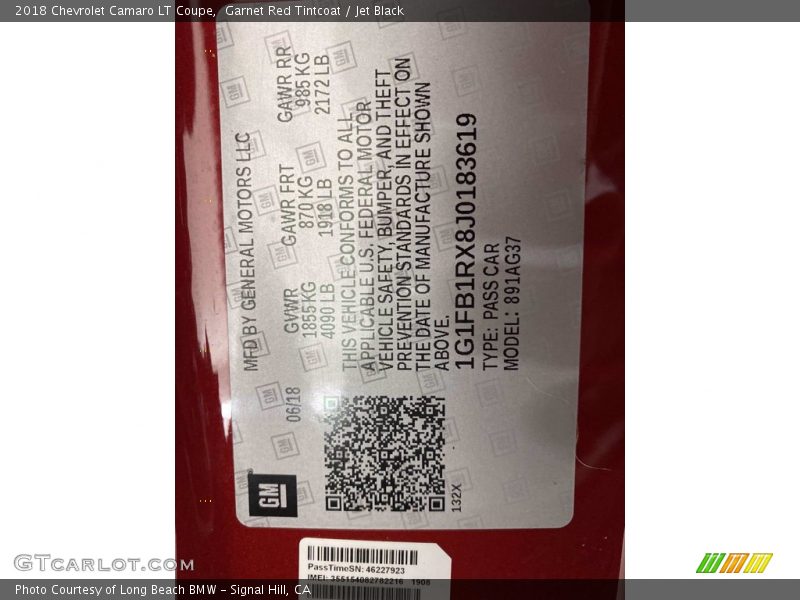 2018 Chevrolet Camaro LT Coupe,  Garnet Red Tintcoat / Jet Black
MFD BY GENERAL MOTORS LLC
06/18
GVWR GAWR FRT GAWR RR
1855 KG 870 KG 985 KG
4090 LB 1918 LB 2172 LB
THIS VEHICLE CONFORMS TO ALL
APPLICABLE U.S. FEDERAL MOTOR
VEHICLE SAFETY, BUMPER, AND THEFT
PREVENTION STANDARDS IN EFFECT ON
THE DATE OF MANUFACTURE SHOWN
ABOVE.
1G1FB1RX8J0183619
TYPE: PASS CAR
MODEL: 891AG37
GM
132X
PassTimeSN: 46227923
IMEI: 355154082782216 1908
GTCarlot.com
Photo Courtesy of Long Beach BMW - Signal Hill, CA